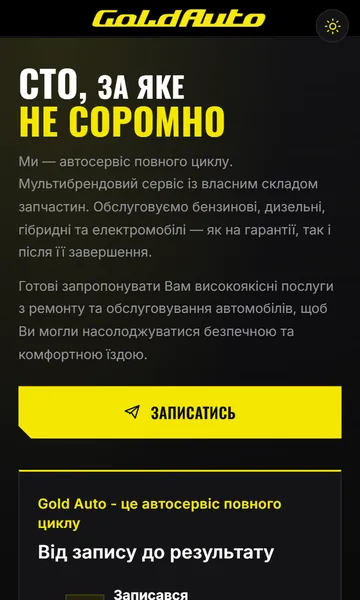 GoldAuto
СТО, ЗА ЯКЕ
НЕ СОРОМНО
Ми — автосервіс повного циклу.
Мультибрендовий сервіс із власним складом
запчастин. Обслуговуємо бензинові, дизельні,
гібридні та електромобілі — як на гарантії, так і
після її завершення.
Готові запропонувати Вам високоякісні послуги
з ремонту та обслуговування автомобілів, щоб
Ви могли насолоджуватися безпечною та
комфортною їздою.
ЗАПИСАТИСЬ
Gold Auto - це автосервіс повного
циклу
Від запису до результату
Записався